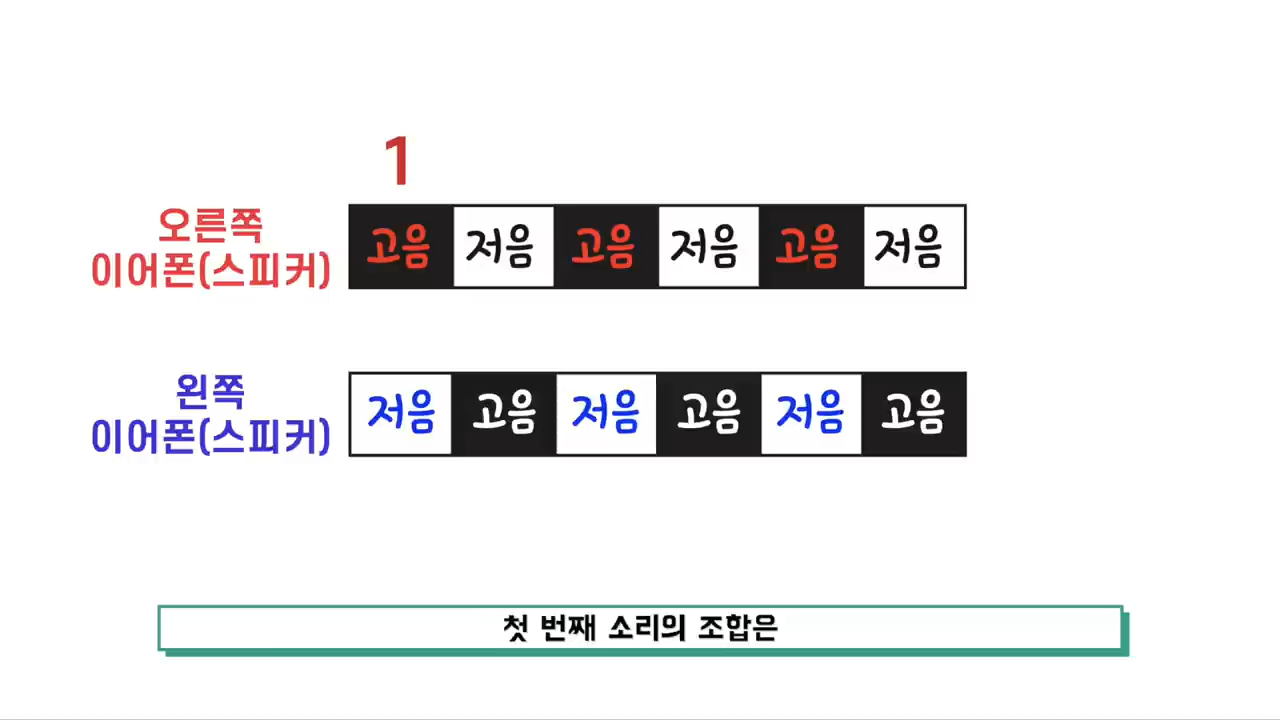 1
오른쪽
이어폰(스피커)
고음 저음 고음 저음 고음 저음
왼쪽
이어폰(스피커)
저음 고음 저음 고음 저음 고음
첫 번째 소리의 조합은